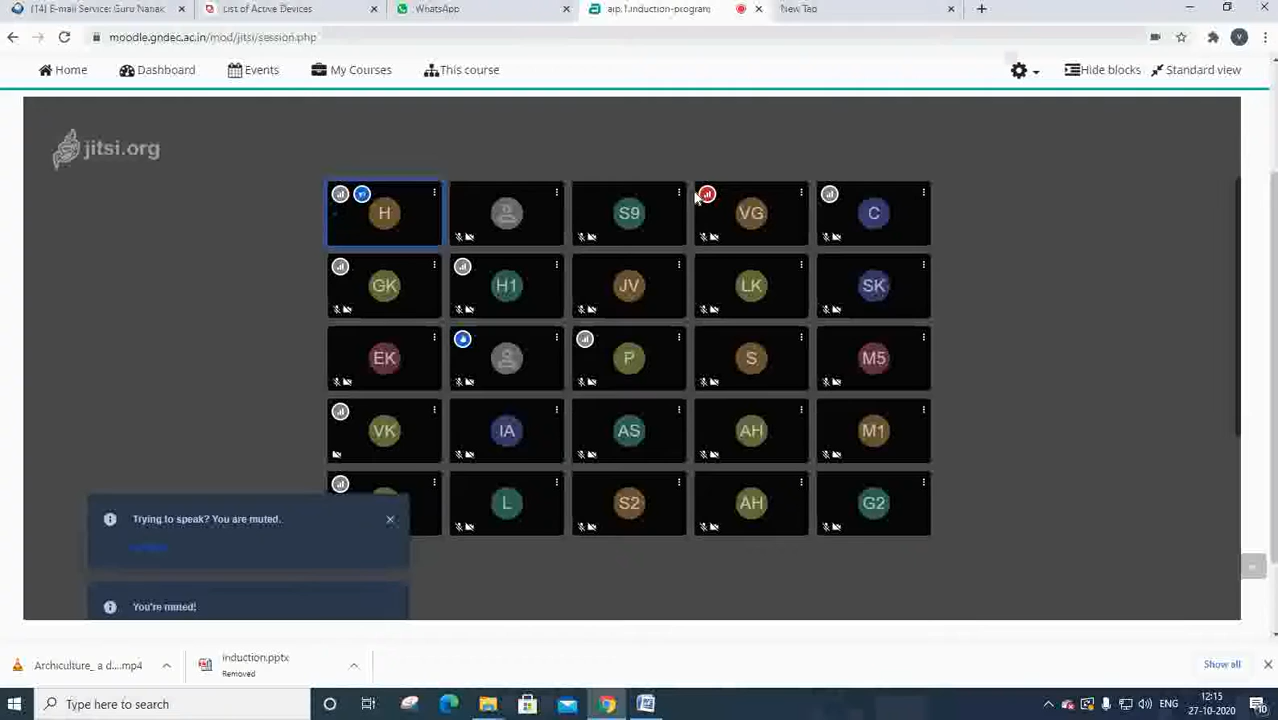 (14) E-mail Service: Guru Nanak
List of Active Devices
WhatsApp
aip.1.induction-program
New Tab
moodle.gndec.ac.in/mod/jitsi/session.php
V
Home
Dashboard
Events
My Courses
This course
Hide blocks
Standard view
jitsi.org
H
S9
VG
C
GK
H1
JV
LK
SK
EK
P
S
M5
VK
IA
AS
AH
M1
L
S2
AH
G2
Trying to speak? You are muted.
You're muted!
Archiculture_ a d....mp4
induction.pptx
Removed
Show all
Type here to search
ENG
12:15
27-10-2020